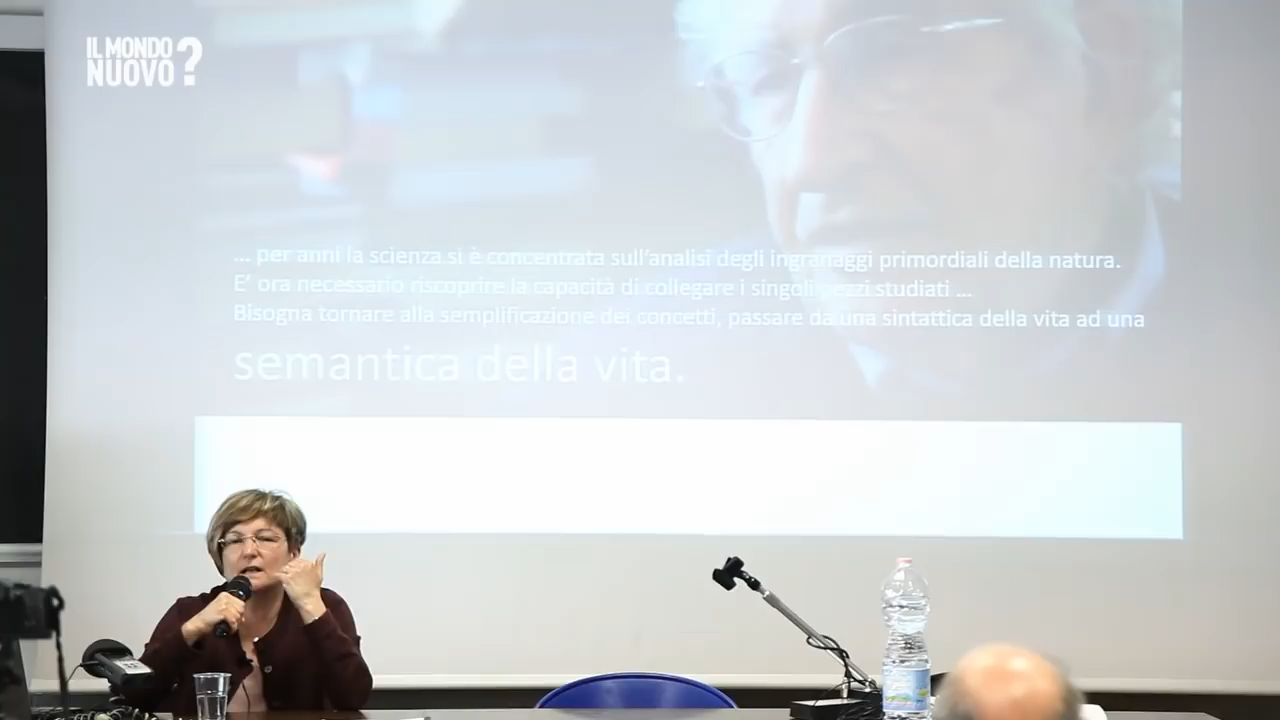 IL MONDO
NUOVO?
... per anni la scienza si è concentrata sull'analisi degli ingranaggi primordiali della natura.
E' ora necessario riscoprire la capacità di collegare i singoli pezzi studiati ...
Bisogna tornare alla semplificazione dei concetti, passare da una sintattica della vita ad una
semantica della vita.